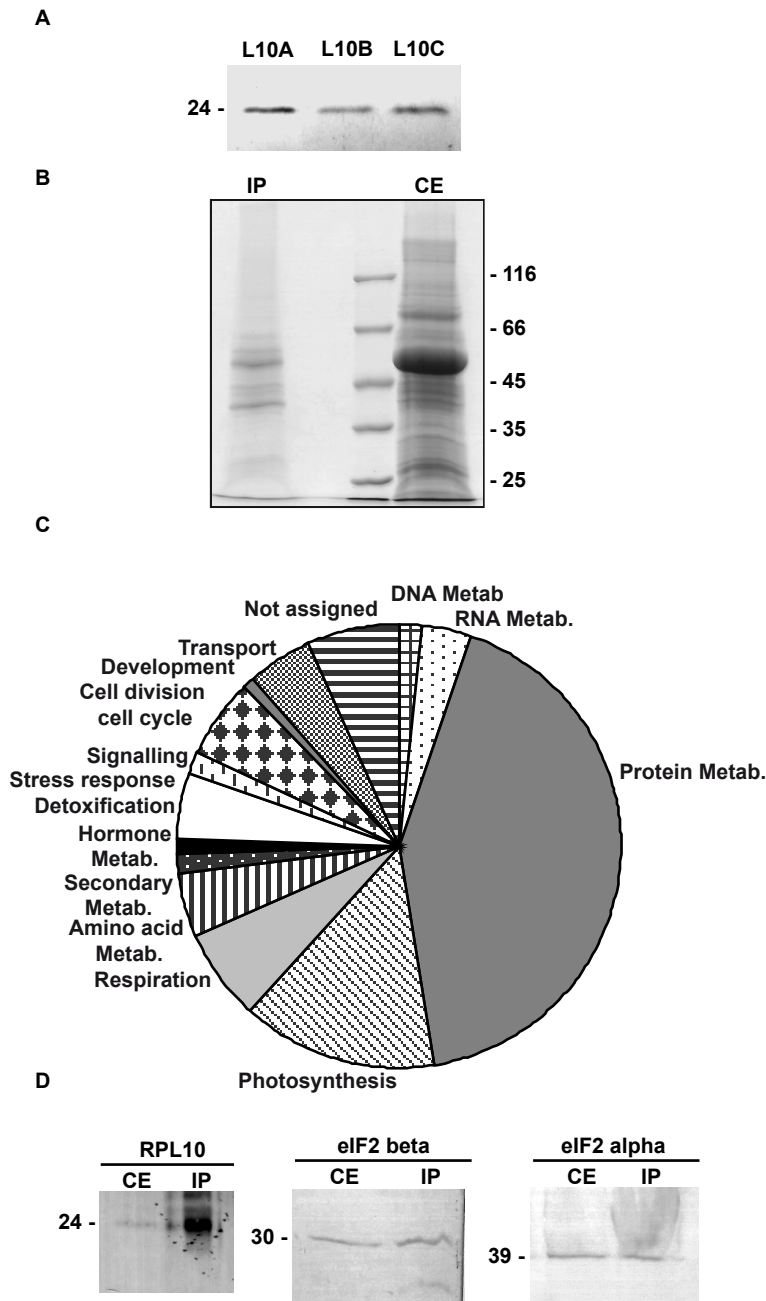 A
L10A L10B L10C
24 -
B
IP CE
- 116
- 66
- 45
- 35
- 25
C
Not assigned
DNA Metab
RNA Metab.
Transport
Development
Cell division
cell cycle
Signalling
Stress response
Detoxification
Hormone
Metab.
Secondary
Metab.
Amino acid
Metab.
Respiration
Photosynthesis
Protein Metab.
D
RPL10
CE IP
24 -
eIF2 beta
CE IP
30 -
eIF2 alpha
CE IP
39 -